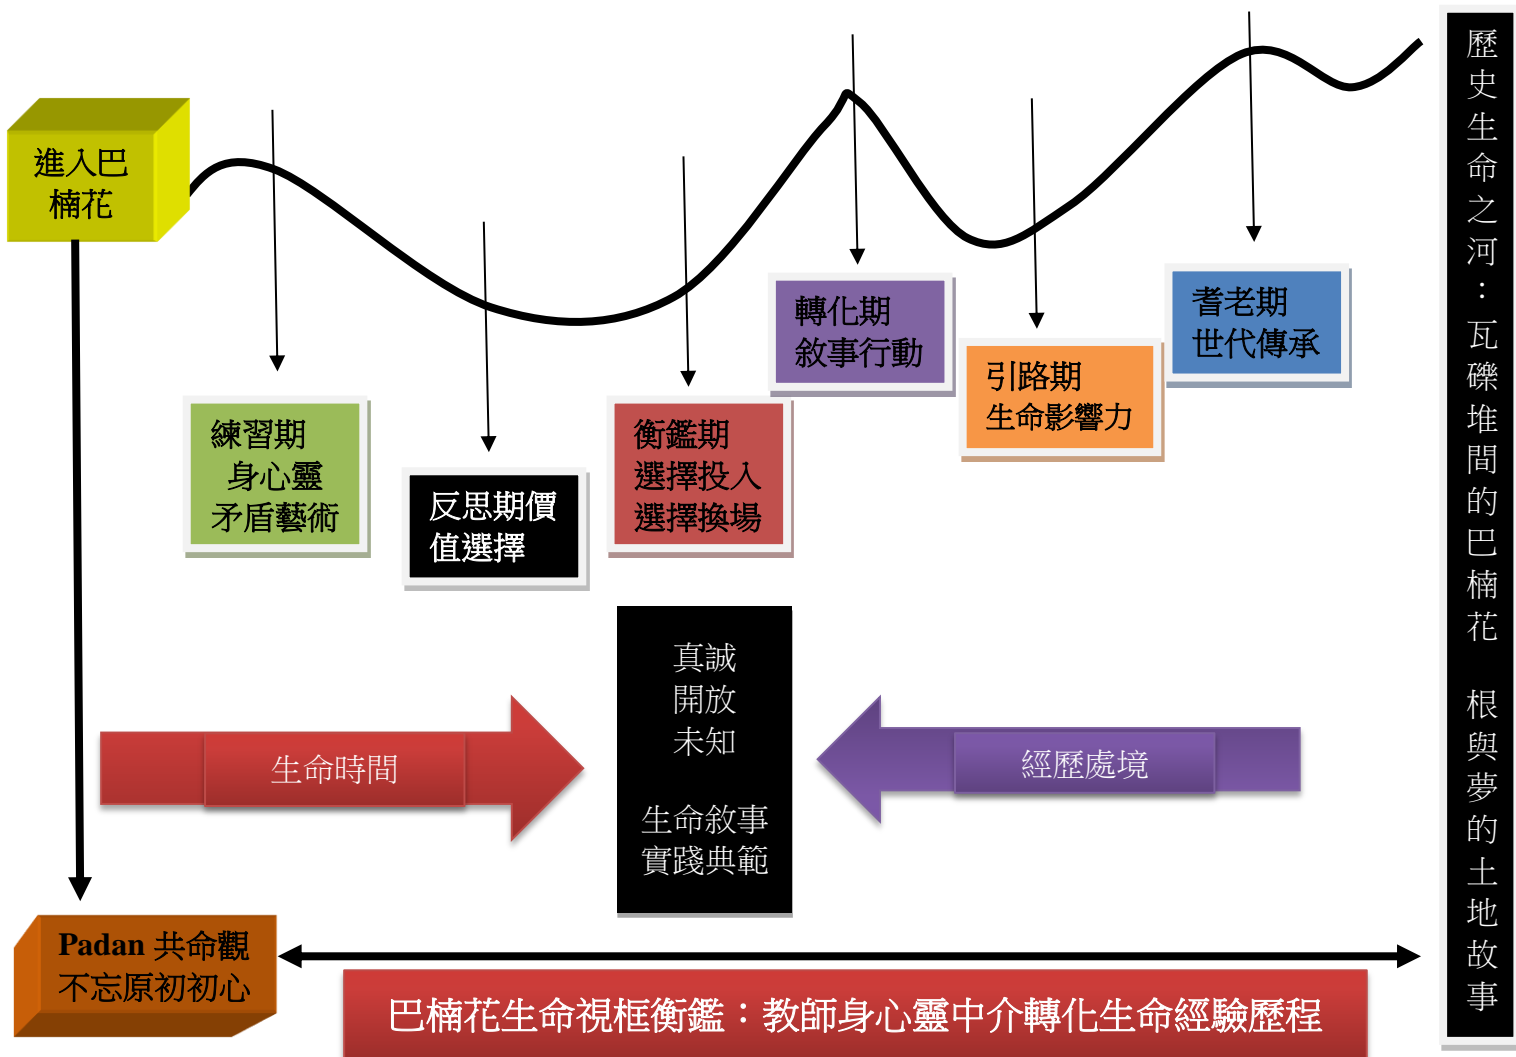 進入巴
楠花
練習期
身心靈
矛盾藝術
反思期價
值選擇
衡鑑期
選擇投入
選擇換場
轉化期
敘事行動
引路期
生命影響力
耆老期
世代傳承
歷史生命之河：瓦礫堆間的巴楠花　根與夢的土地故事
生命時間
真誠
開放
未知
生命敘事
實踐典範
經歷處境
Padan 共命觀
不忘原初初心
巴楠花生命視框衡鑑：教師身心靈中介轉化生命經驗歷程